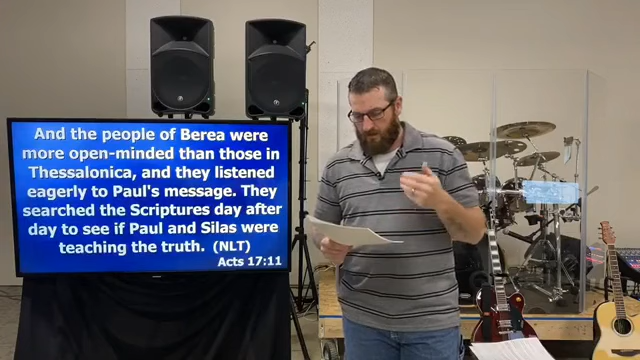 And the people of Berea were
more open-minded than those in
Thessalonica, and they listened
eagerly to Paul's message. They
searched the Scriptures day after
day to see if Paul and Silas were
teaching the truth. (NLT)
Acts 17:11